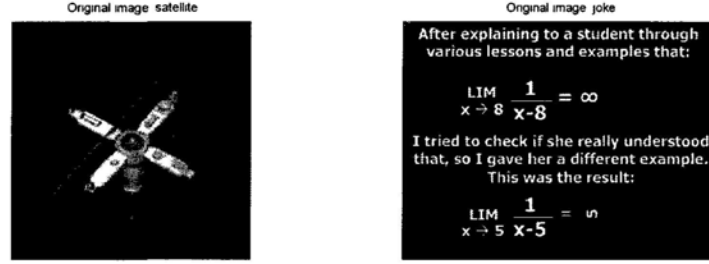 Original image satellite
Original image joke
After explaining to a student through
various lessons and examples that:
LIM 1
x → 8 x-8 = ∞
I tried to check if she really understood
that, so I gave her a different example.
This was the result:
LIM 1
x → 5 x-5 = ഗ